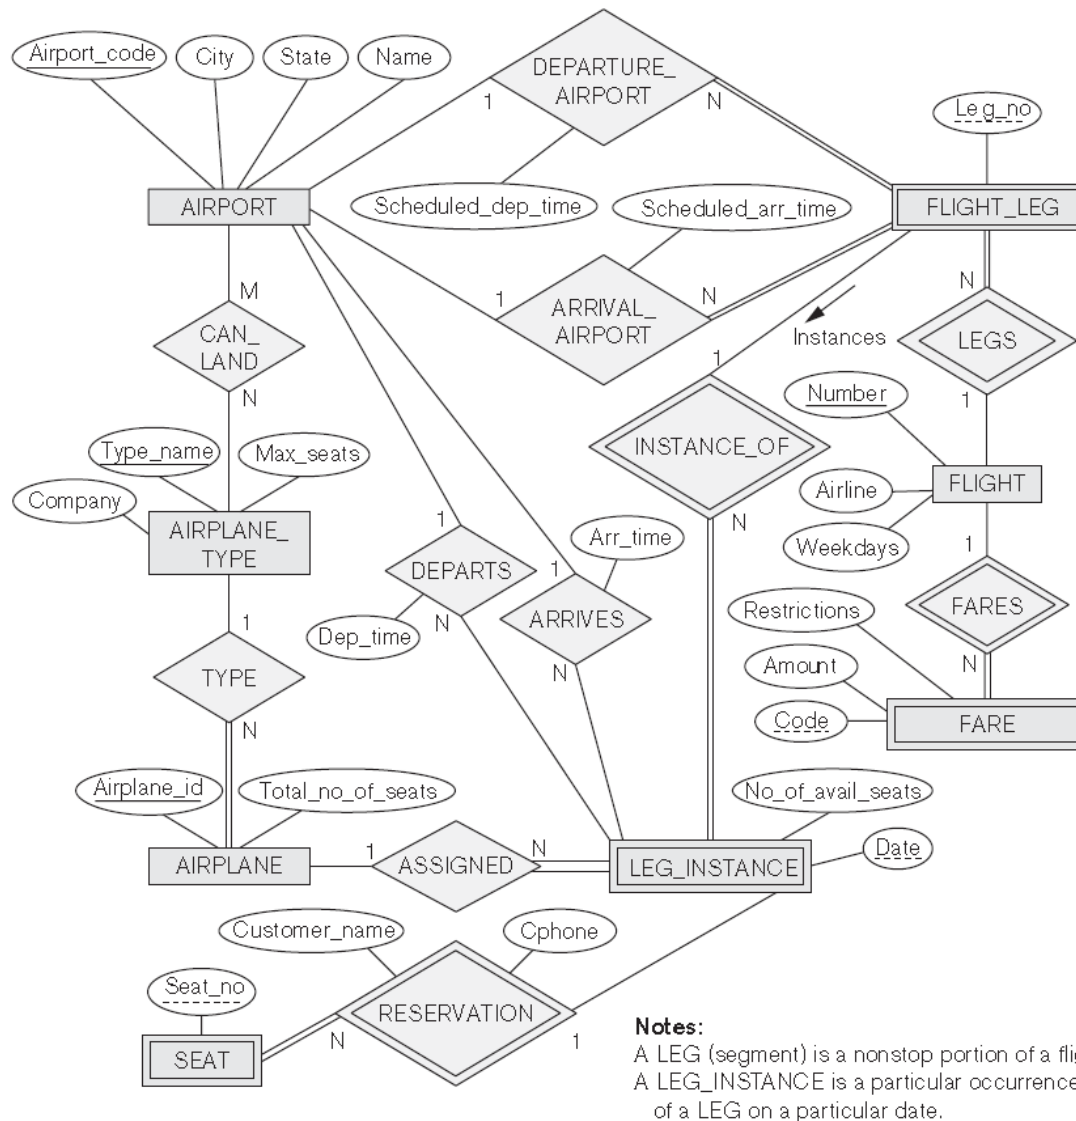 Airport_code
City
State
Name
DEPARTURE_
AIRPORT
1
N
Leg_no
AIRPORT
Scheduled_dep_time
Scheduled_arr_time
FLIGHT_LEG
M
1
ARRIVAL_
AIRPORT
N
N
CAN_
LAND
Instances
LEGS
N
1
Number
1
Type_name
Max_seats
INSTANCE_OF
Company
Airline
FLIGHT
AIRPLANE_
TYPE
1
Arr_time
N
Weekdays
1
DEPARTS
1
Restrictions
FARES
1
Dep_time
N
ARRIVES
TYPE
N
Amount
N
N
Code
FARE
Airplane_id
Total_no_of_seats
No_of_avail_seats
AIRPLANE
1
ASSIGNED
N
LEG_INSTANCE
Date
Customer_name
Cphone
Seat_no
RESERVATION
N
1
SEAT
Notes:
A LEG (segment) is a nonstop portion of a
A LEG_INSTANCE is a particular occurrence
of a LEG on a particular date.